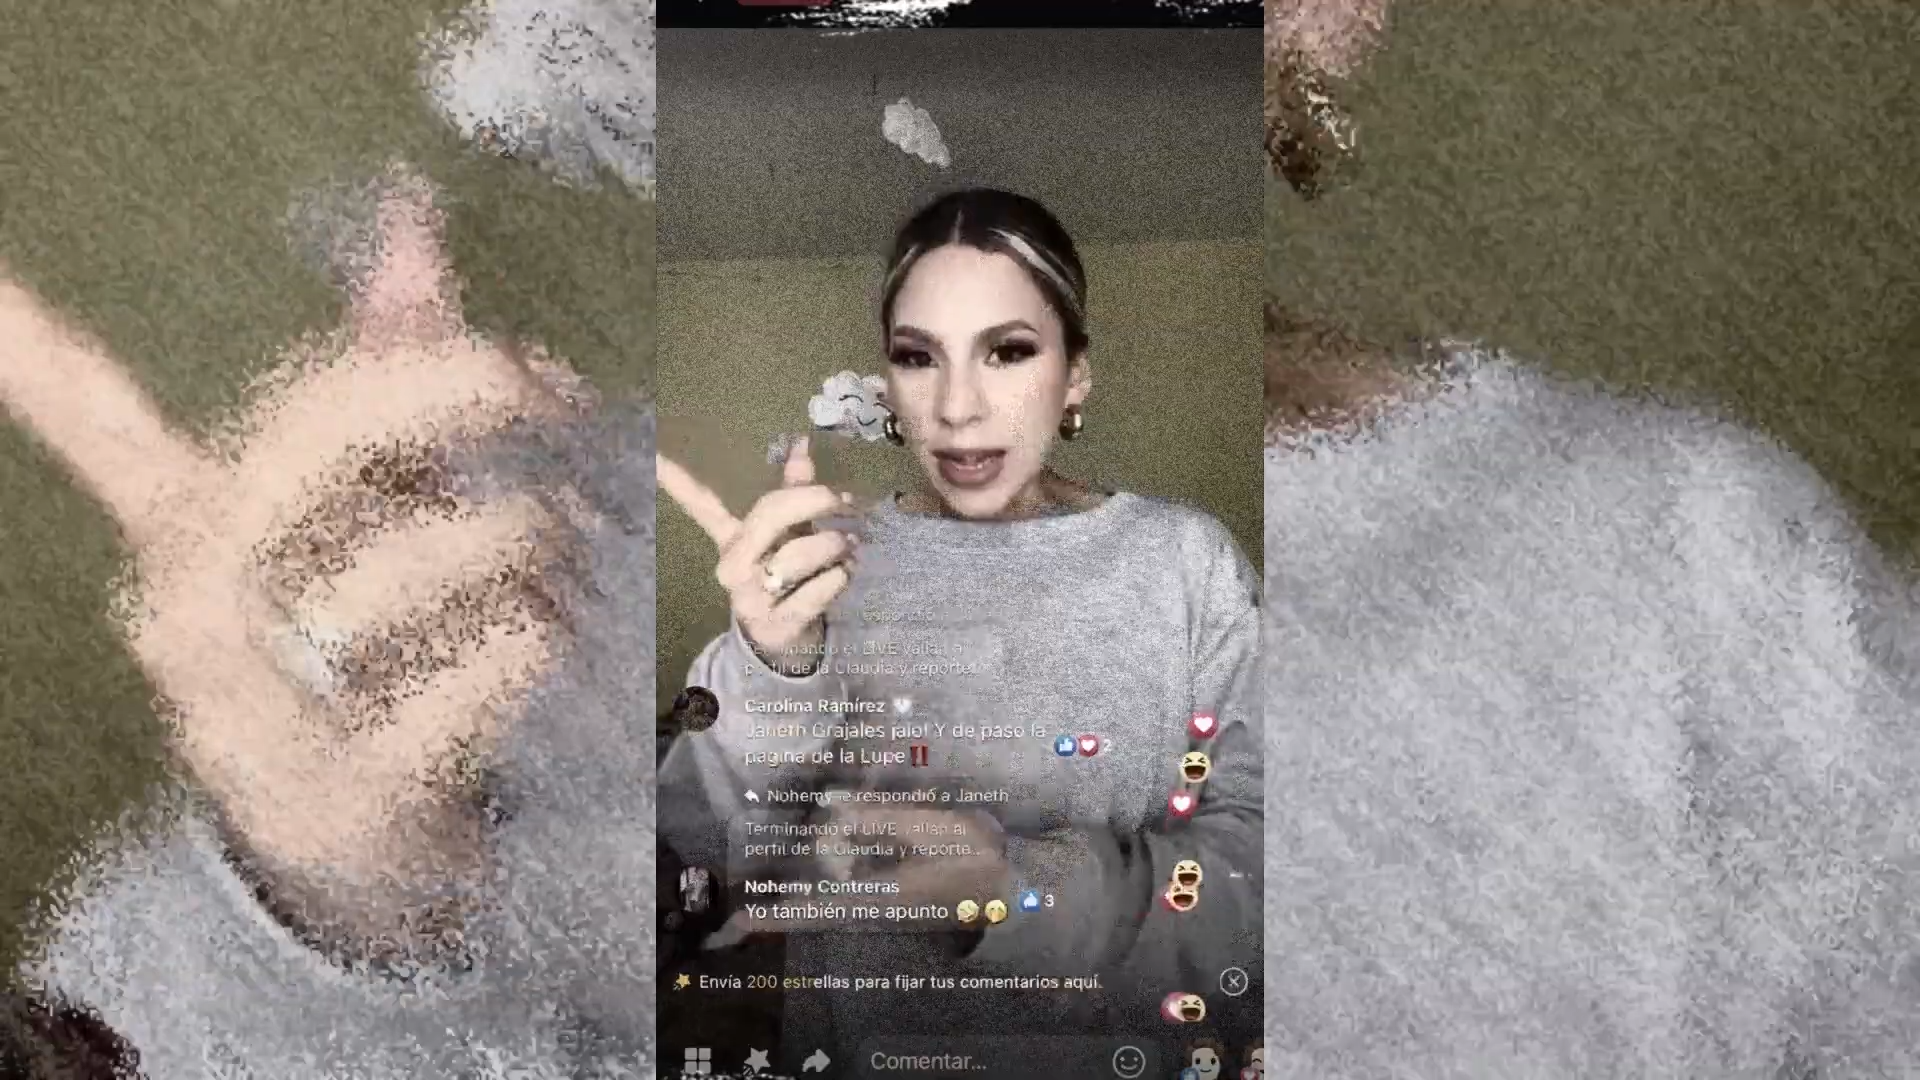 respondió
Terminando el LIVE vallan a
perfil de la Claudia y reporte...
Carolina Ramírez
Janeth Grajales jalo! Y de paso la
pagina de la Lupe‼️
2
Nohemy le respondió a Janeth
Terminando el LIVE vallan al
perfil de la Claudia y reporte...
Nohemy Contreras
Yo también me apunto 🤣🤭
3
Envía 200 estrellas para fijar tus comentarios aquí.
Comentar...